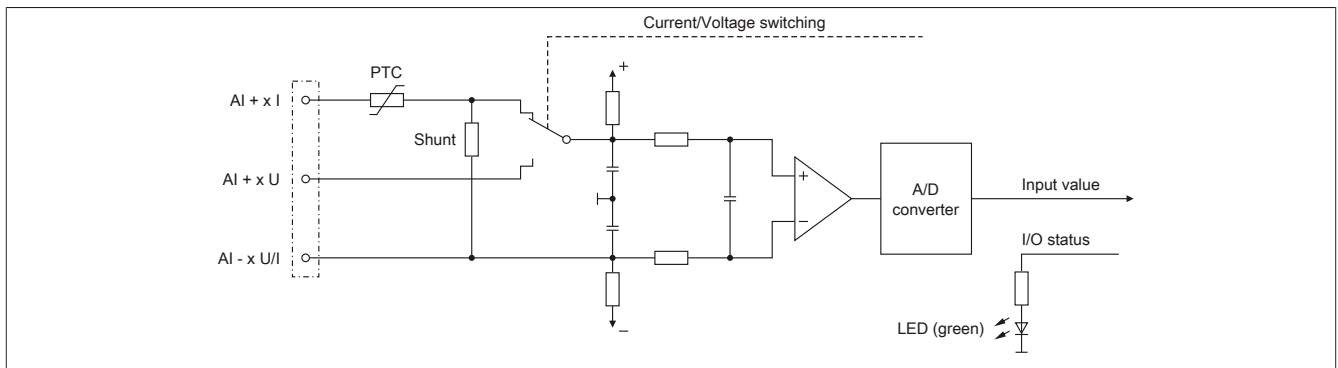 Current/Voltage switching
PTC
AI + x I
Shunt
AI + x U
AI - x U/I
+
−
+
−
A/D
converter
Input value
I/O status
LED (green)